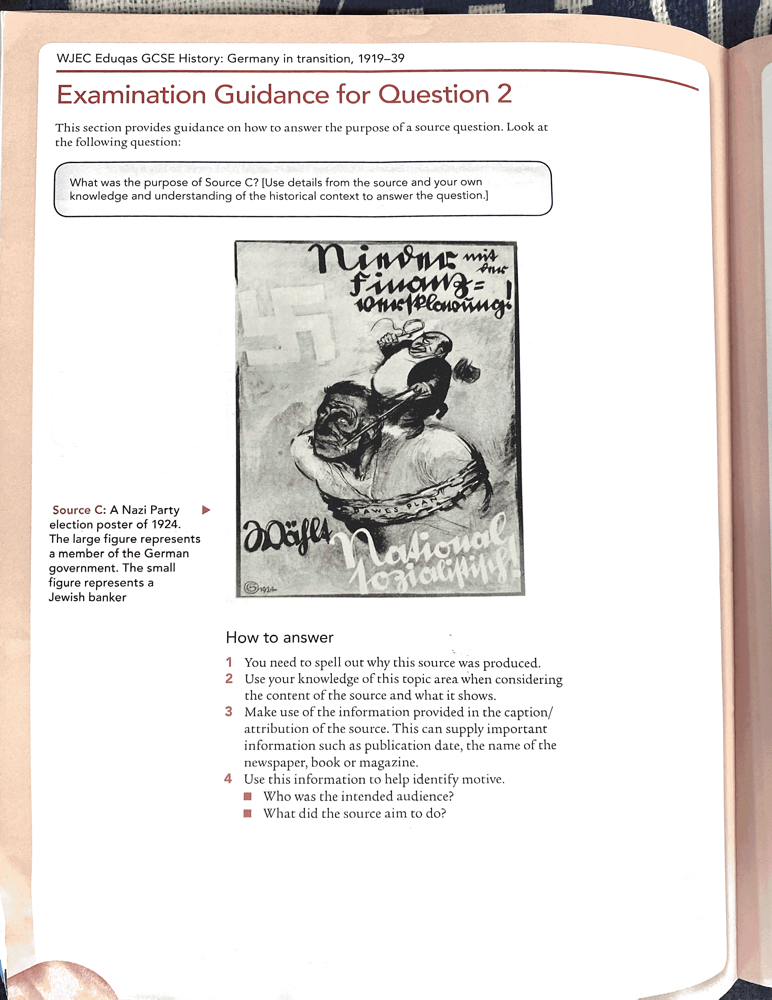 WJEC Eduqas GCSE History: Germany in transition, 1919–39
Examination Guidance for Question 2
This section provides guidance on how to answer the purpose of a source question. Look at
the following question:
What was the purpose of Source C? [Use details from the source and your own
knowledge and understanding of the historical context to answer the question.]
Nieder mit
der
Finanz=
versklavung!
DAWES PLAN
Wählt
National
sozialistisch!
1924
Source C: A Nazi Party ►
election poster of 1924.
The large figure represents
a member of the German
government. The small
figure represents a
Jewish banker
How to answer
1 You need to spell out why this source was produced.
2 Use your knowledge of this topic area when considering
the content of the source and what it shows.
3 Make use of the information provided in the caption/
attribution of the source. This can supply important
information such as publication date, the name of the
newspaper, book or magazine.
4 Use this information to help identify motive.
■ Who was the intended audience?
■ What did the source aim to do?